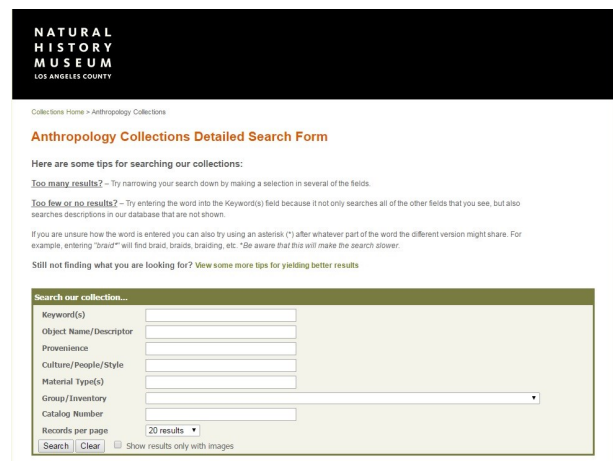 NATURAL
HISTORY
MUSEUM
LOS ANGELES COUNTY
Collections Home > Anthropology Collections
Anthropology Collections Detailed Search Form
Here are some tips for searching our collections:
Too many results? – Try narrowing your search down by making a selection in several of the fields.
Too few or no results? – Try entering the word into the Keyword(s) field because it not only searches all of the other fields that you see, but also
searches descriptions in our database that are not shown.
If you are unsure how the word is entered you can also try using an asterisk (*) after whatever part of the word the different version might share. For
example, entering "braid*" will find braid, braids, braiding, etc. *Be aware that this will make the search slower.
Still not finding what you are looking for? View some more tips for yielding better results
Search our collection...
Keyword(s)
Object Name/Descriptor
Provenience
Culture/People/Style
Material Type(s)
Group/Inventory
Catalog Number
Records per page 20 results
Search Clear Show results only with images